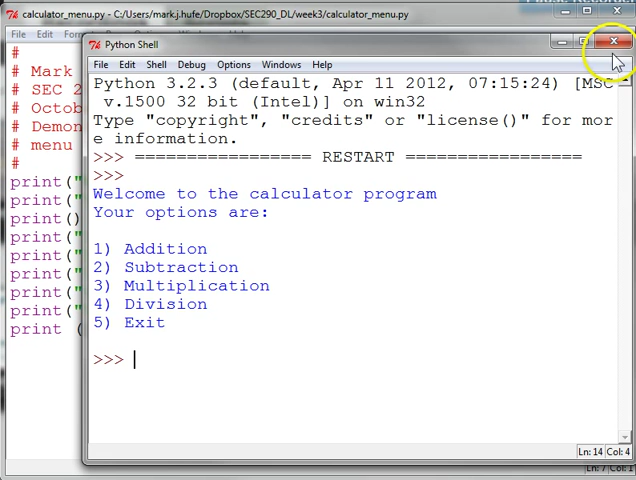 calculator_menu.py - C:/Users/mark.j.hufe/Dropbox/SEC290_DL/week3/calculator_menu.py
File Edit
#
# Mark
# SEC 2
# Octob
# Demon
# menu
#
print("
print("
print()
print("
print("
print("
print("
print("
print (
Python Shell
File Edit Shell Debug Options Windows Help
Python 3.2.3 (default, Apr 11 2012, 07:15:24) [MSC
v.1500 32 bit (Intel)] on win32
Type "copyright", "credits" or "license()" for mor
e information.
>>> ================= RESTART =================
>>>
Welcome to the calculator program
Your options are:
1) Addition
2) Subtraction
3) Multiplication
4) Division
5) Exit
>>>
Ln: 14 Col: 4